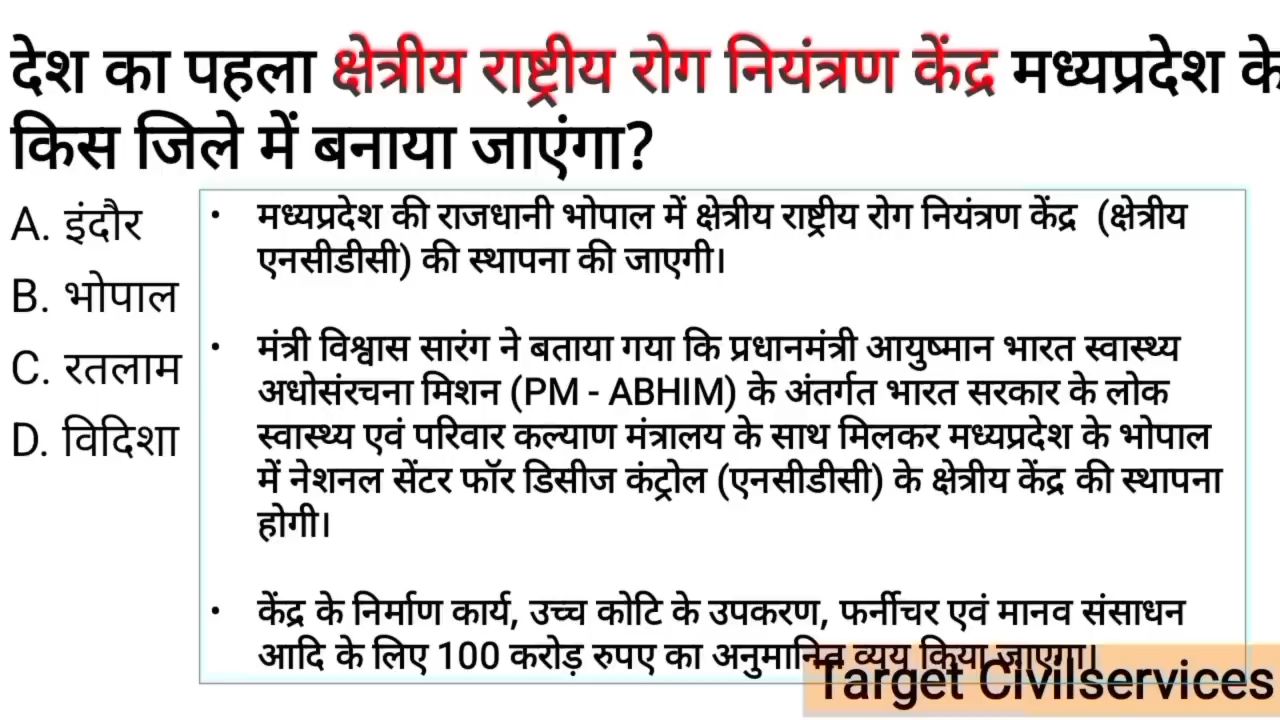 देश का पहला क्षेत्रीय राष्ट्रीय रोग नियंत्रण केंद्र मध्यप्रदेश के
किस जिले में बनाया जाएंगा?
A. इंदौर
B. भोपाल
C. रतलाम
D. विदिशा
• मध्यप्रदेश की राजधानी भोपाल में क्षेत्रीय राष्ट्रीय रोग नियंत्रण केंद्र (क्षेत्रीय
एनसीडीसी) की स्थापना की जाएगी।
• मंत्री विश्वास सारंग ने बताया गया कि प्रधानमंत्री आयुष्मान भारत स्वास्थ्य
अधोसंरचना मिशन (PM - ABHIM) के अंतर्गत भारत सरकार के लोक
स्वास्थ्य एवं परिवार कल्याण मंत्रालय के साथ मिलकर मध्यप्रदेश के भोपाल
में नेशनल सेंटर फॉर डिसीज कंट्रोल (एनसीडीसी) के क्षेत्रीय केंद्र की स्थापना
होगी।
• केंद्र के निर्माण कार्य, उच्च कोटि के उपकरण, फर्नीचर एवं मानव संसाधन
आदि के लिए 100 करोड़ रुपए का अनुमानित व्यय किया जाएगा।
Target Civilservices